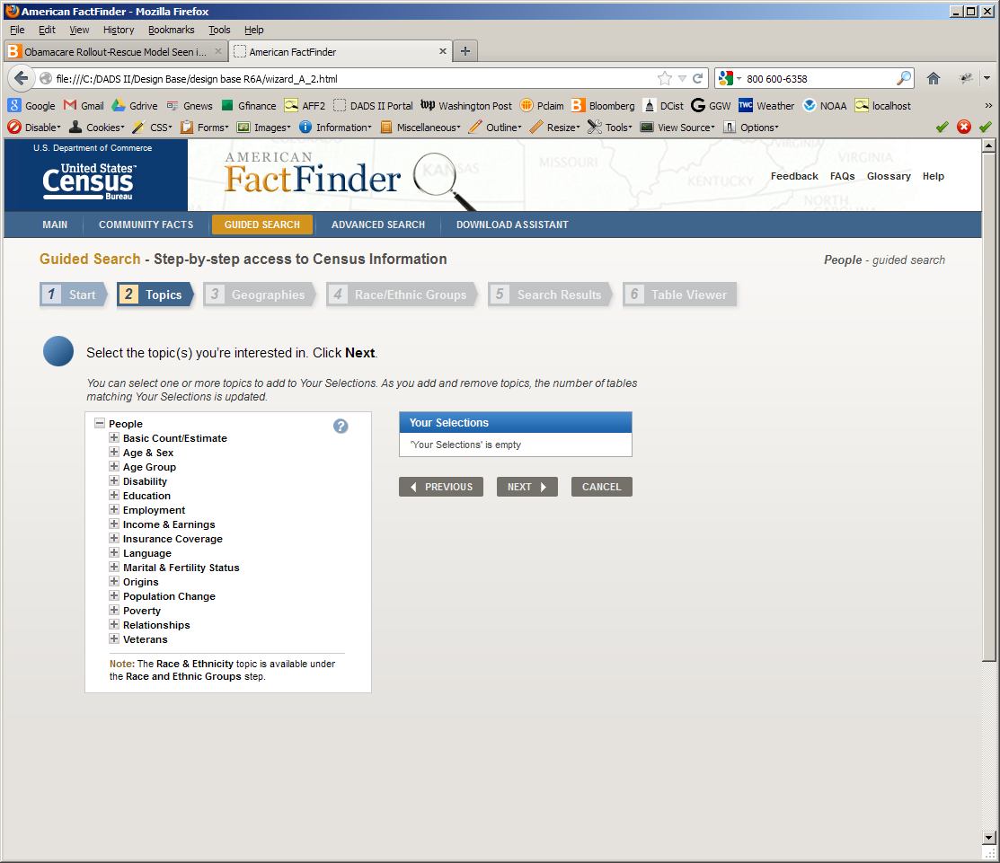 American FactFinder - Mozilla Firefox
File Edit View History Bookmarks Tools Help
Obamacare Rollout-Rescue Model Seen i... American FactFinder
file:///C:/DADS II/Design Base/design base R6A/wizard_A_2.html 800 600-6358
Google Gmail Gdrive Gnews Gfinance AFF2 DADS II Portal Washington Post Pclaim Bloomberg DCist GGW Weather NOAA localhost
Disable Cookies CSS Forms Images Information Miscellaneous Outline Resize Tools View Source Options
U.S. Department of Commerce
United States™
Census
Bureau
AMERICAN
FactFinder
KANSAS
MISSOURI
KENTUCKY
VIRGINIA
NORTH
Feedback FAQs Glossary Help
MAIN COMMUNITY FACTS GUIDED SEARCH ADVANCED SEARCH DOWNLOAD ASSISTANT
Guided Search - Step-by-step access to Census Information
People - guided search
1 Start 2 Topics 3 Geographies 4 Race/Ethnic Groups 5 Search Results 6 Table Viewer
Select the topic(s) you're interested in. Click Next.
You can select one or more topics to add to Your Selections. As you add and remove topics, the number of tables
matching Your Selections is updated.
People
Basic Count/Estimate
Age & Sex
Age Group
Disability
Education
Employment
Income & Earnings
Insurance Coverage
Language
Marital & Fertility Status
Origins
Population Change
Poverty
Relationships
Veterans
Note: The Race & Ethnicity topic is available under
the Race and Ethnic Groups step.
Your Selections
'Your Selections' is empty
PREVIOUS NEXT CANCEL